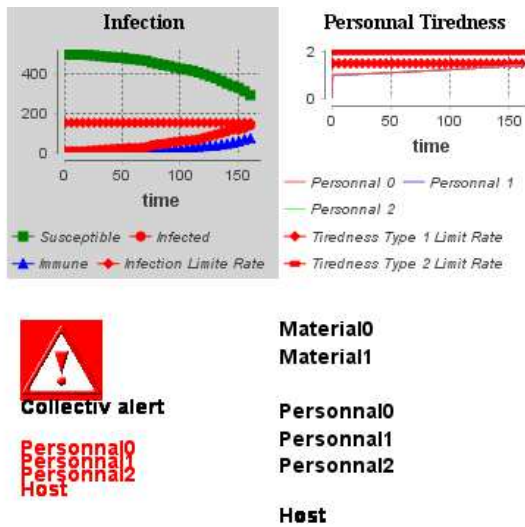 Infection
400
200
0
0 50 100 150
time
Susceptible Infected
Immune Infection Limite Rate
Personnal Tiredness
2
0
0 50 100 150
time
Personnal 0 Personnal 1
Personnal 2
Tiredness Type 1 Limit Rate
Tiredness Type 2 Limit Rate
!
Collectiv alert
Personnal0
Personnal1
Personnal2
Host
Material0
Material1
Personnal0
Personnal1
Personnal2
Host